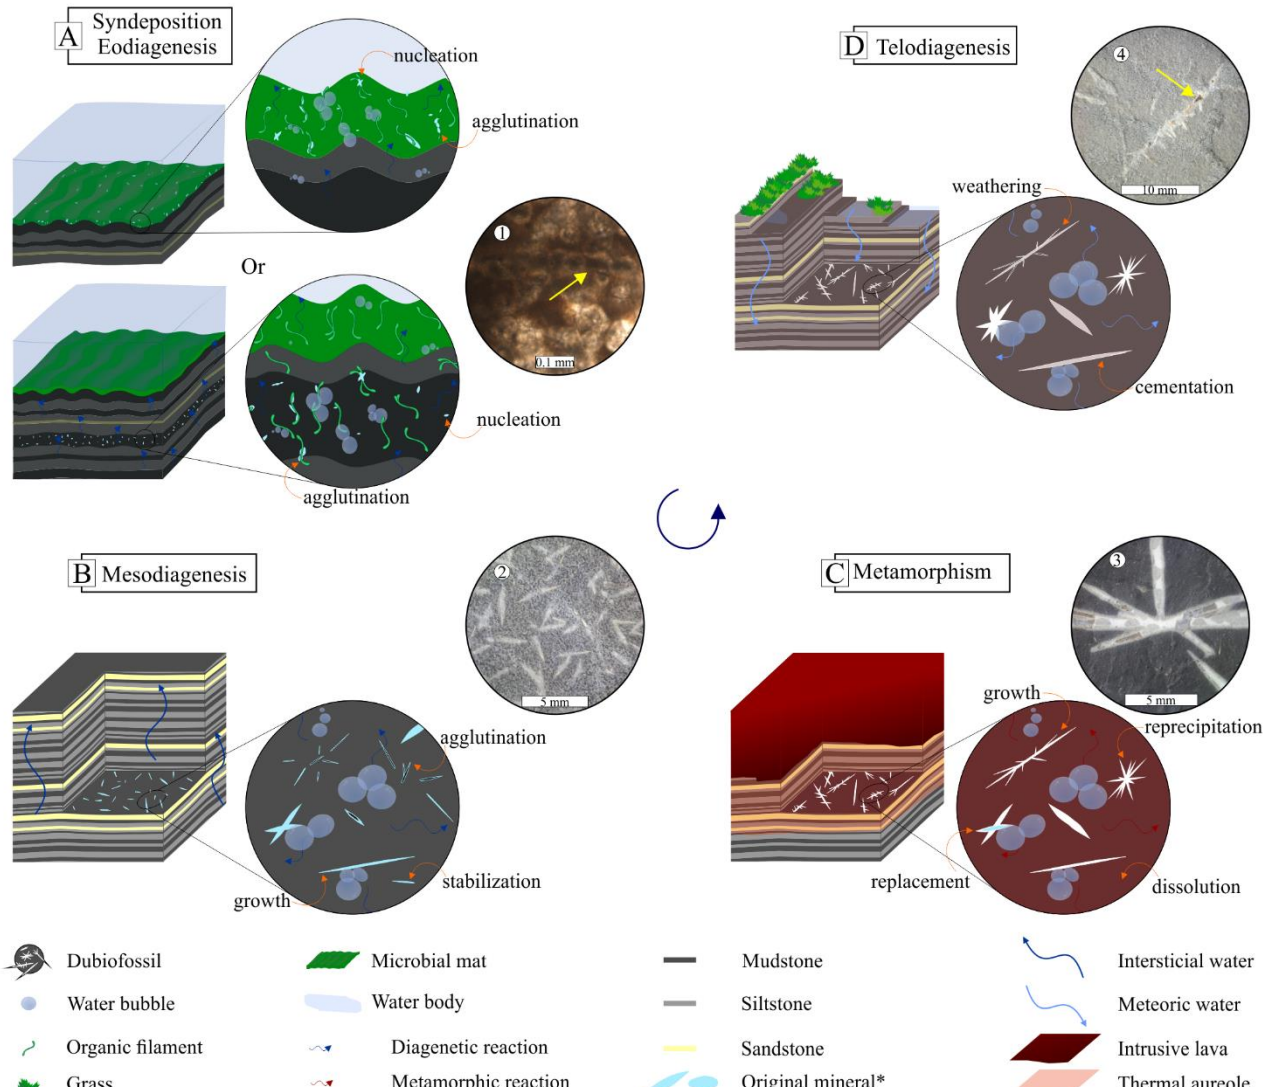 A
Syndeposition
Eodiagenesis
nucleation
agglutination
Or
1
0.1 mm
nucleation
agglutination
D
Telodiagenesis
4
10 mm
weathering
cementation
B
Mesodiagenesis
2
5 mm
agglutination
stabilization
growth
C
Metamorphism
3
5 mm
growth
reprecipitation
replacement
dissolution
Dubiofossil
Microbial mat
Mudstone
Intersticial water
Water bubble
Water body
Siltstone
Meteoric water
Organic filament
Diagenetic reaction
Sandstone
Intrusive lava
Grass
Metamorphic reaction
Original mineral*
Thermal aureole